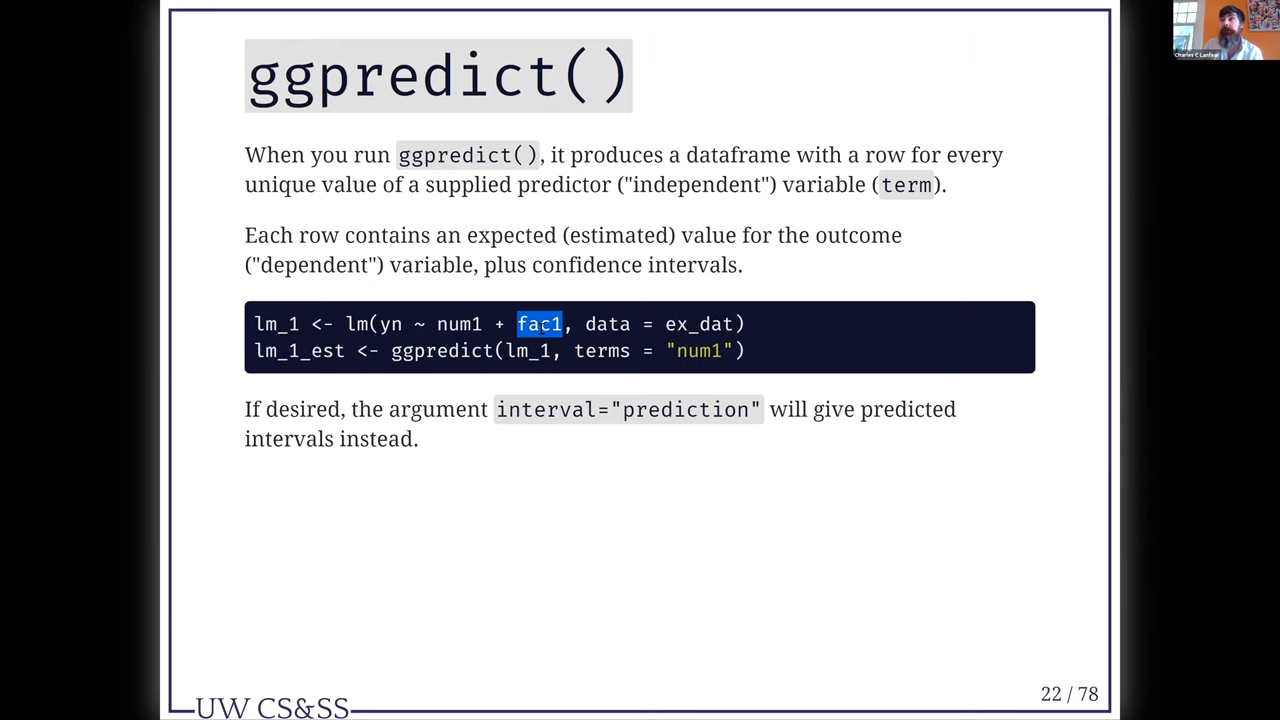 ggpredict()
When you run ggpredict(), it produces a dataframe with a row for every
unique value of a supplied predictor ("independent") variable (term).
Each row contains an expected (estimated) value for the outcome
("dependent") variable, plus confidence intervals.
lm_1 <- lm(yn ~ num1 + fac1, data = ex_dat)
lm_1_est <- ggpredict(lm_1, terms = "num1")
If desired, the argument interval="prediction" will give predicted
intervals instead.
UW CS&SS
22 / 78
Charles C Lanfear